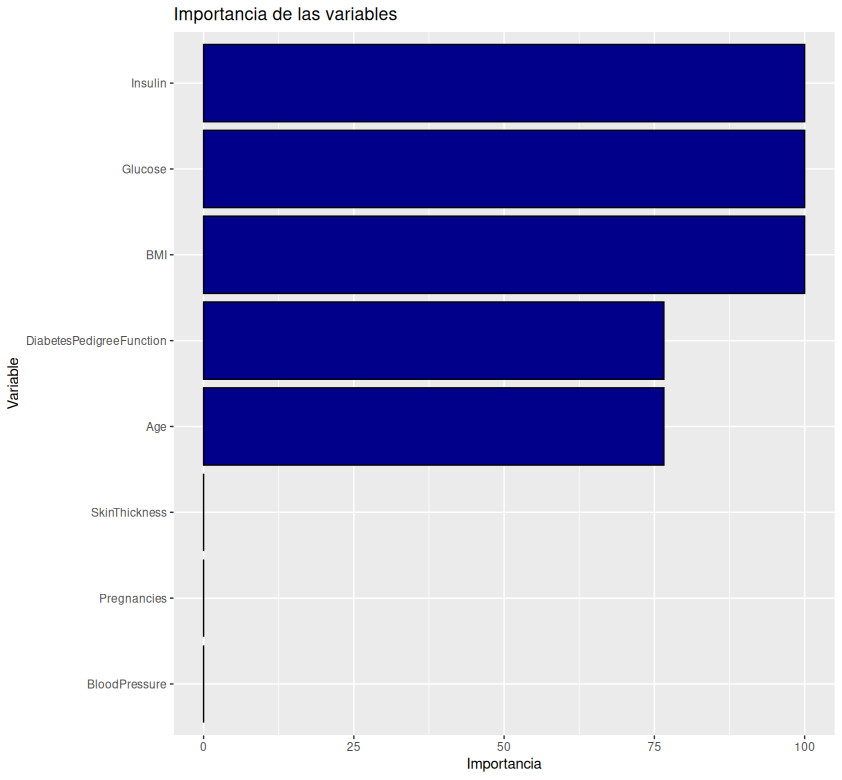 Importancia de las variables
Variable
Insulin
Glucose
BMI
DiabetesPedigreeFunction
Age
SkinThickness
Pregnancies
BloodPressure
0 25 50 75 100
Importancia